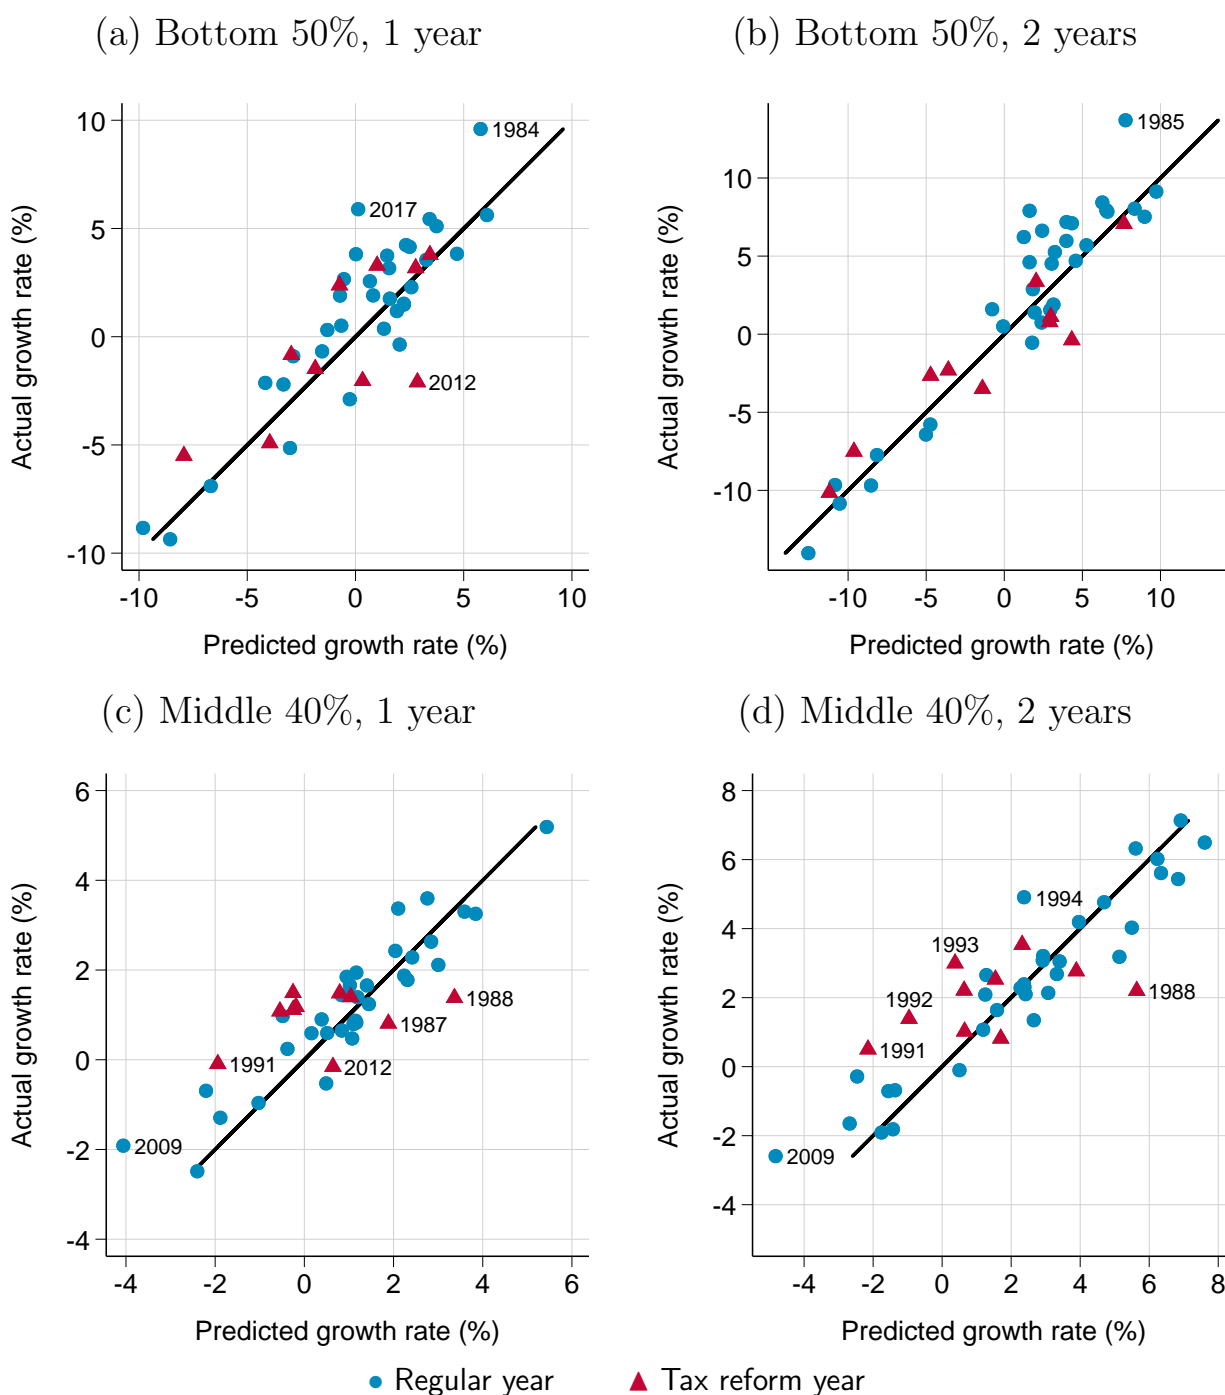 (a) Bottom 50%, 1 year
(b) Bottom 50%, 2 years
10
5
0
-5
-10
Actual growth rate (%)
1984
2017
2012
-10 -5 0 5 10
Predicted growth rate (%)
10
5
0
-5
-10
Actual growth rate (%)
1985
-10 -5 0 5 10
Predicted growth rate (%)
(c) Middle 40%, 1 year
(d) Middle 40%, 2 years
6
4
2
0
-2
-4
Actual growth rate (%)
1988
1987
1991
2012
2009
-4 -2 0 2 4 6
Predicted growth rate (%)
8
6
4
2
0
-2
-4
Actual growth rate (%)
1994
1993
1992
1988
1991
2009
-4 -2 0 2 4 6 8
Predicted growth rate (%)
Regular year
Tax reform year